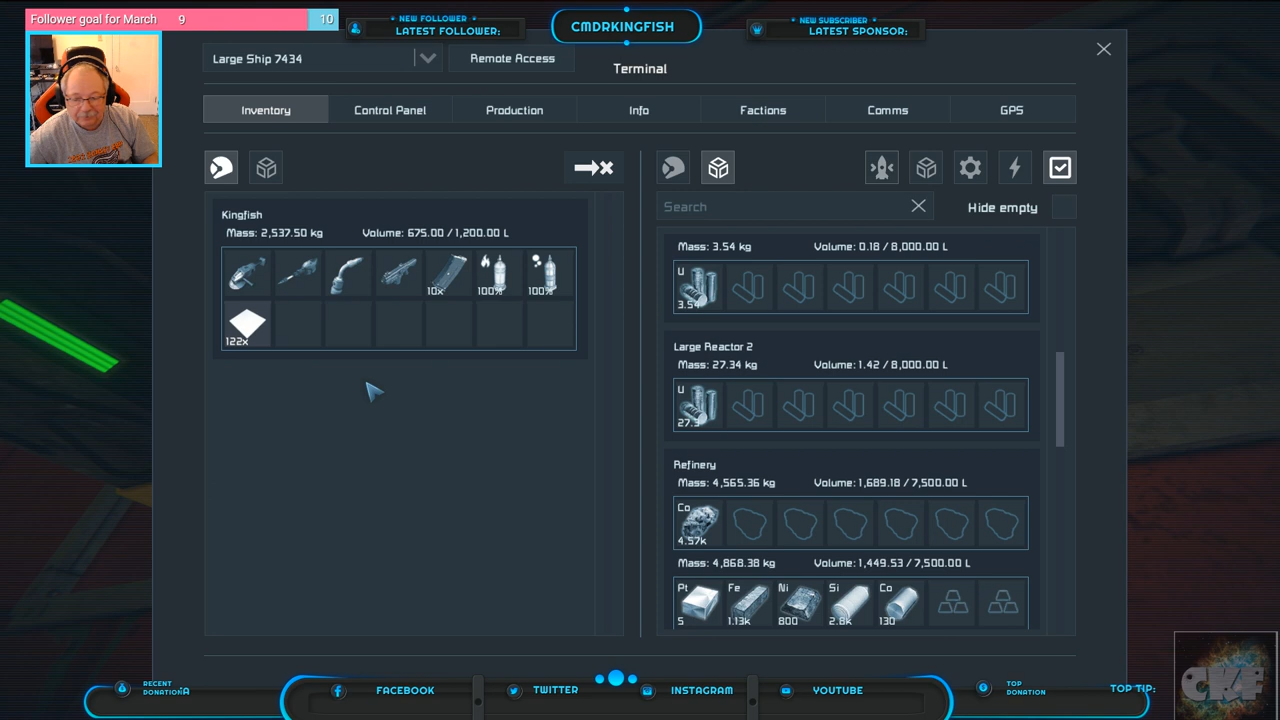 Follower goal for March 9 10
NEW FOLLOWER
LATEST FOLLOWER:
CMDRKINGFISH
NEW SUBSCRIBER
LATEST SPONSOR:
Large Ship 7434
Remote Access
Terminal
Inventory
Control Panel
Production
Info
Factions
Comms
GPS
Search
Hide empty
Kingfish
Mass: 2,537.50 kg Volume: 675.00 / 1,200.00 L
10x 100% 100%
122x
Mass: 3.54 kg Volume: 0.18 / 8,000.00 L
U
3.54
Large Reactor 2
Mass: 27.34 kg Volume: 1.42 / 8,000.00 L
U
27.3
Refinery
Mass: 4,565.36 kg Volume: 1,689.18 / 7,500.00 L
Co
4.57k
Mass: 4,868.38 kg Volume: 1,449.53 / 7,500.00 L
Pt Fe Ni Si Co
5 1.13k 800 2.8k 130
RECENT
DONATION:A
FACEBOOK
TWITTER
INSTAGRAM
YOUTUBE
TOP
DONATION
TOP TIP:
CKF